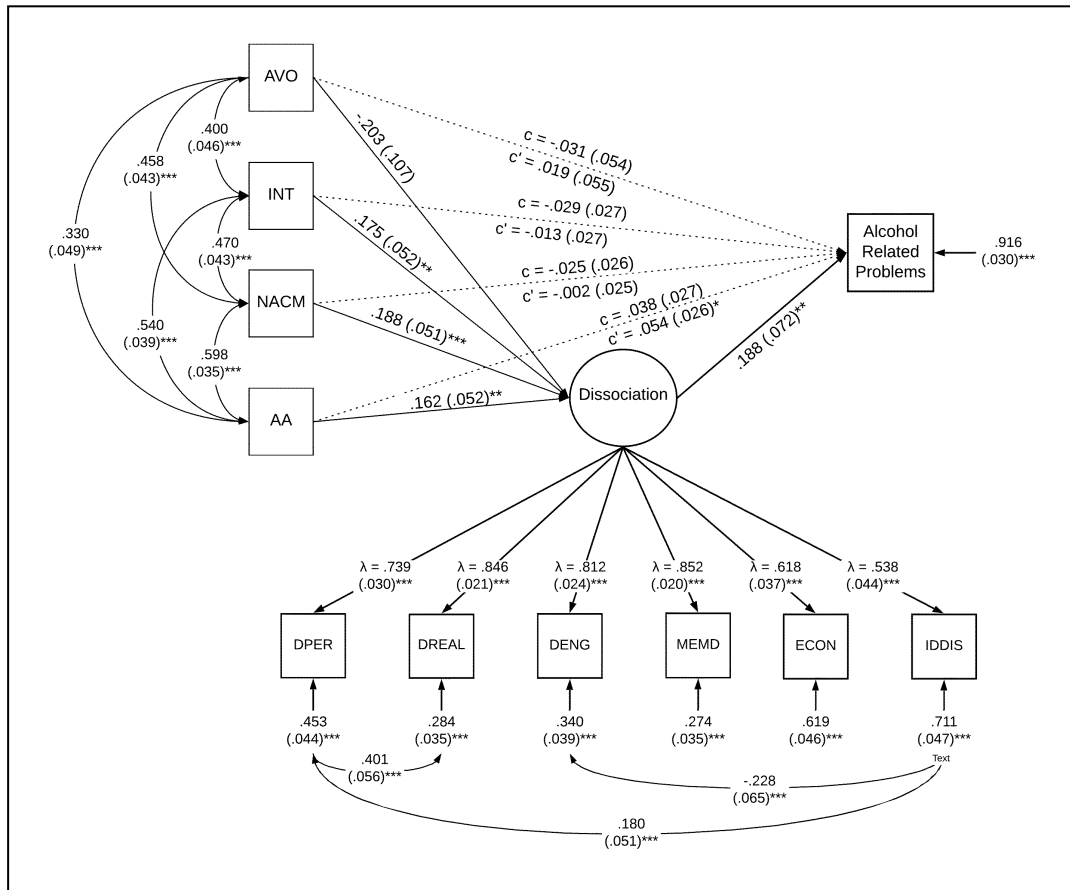 AVO
.400
(.046)***
.458
(.043)***
INT
.330
(.049)***
.470
(.043)***
NACM
.540
(.039)***
.598
(.035)***
AA
-.203 (.107)
.175 (.052)**
.188 (.051)***
.162 (.052)**
c = -.031 (.054)
c' = .019 (.055)
c = -.029 (.027)
c' = -.013 (.027)
c = -.025 (.026)
c' = -.002 (.025)
c = .038 (.027)
c' = .054 (.026)*
Alcohol
Related
Problems
.916
(.030)***
.188 (.072)**
Dissociation
λ = .739
(.030)***
λ = .846
(.021)***
λ = .812
(.024)***
λ = .852
(.020)***
λ = .618
(.037)***
λ = .538
(.044)***
DPER
DREAL
DENG
MEMD
ECON
IDDIS
.453
(.044)***
.284
(.035)***
.340
(.039)***
.274
(.035)***
.619
(.046)***
.711
(.047)***
Text
.401
(.056)***
-.228
(.065)***
.180
(.051)***